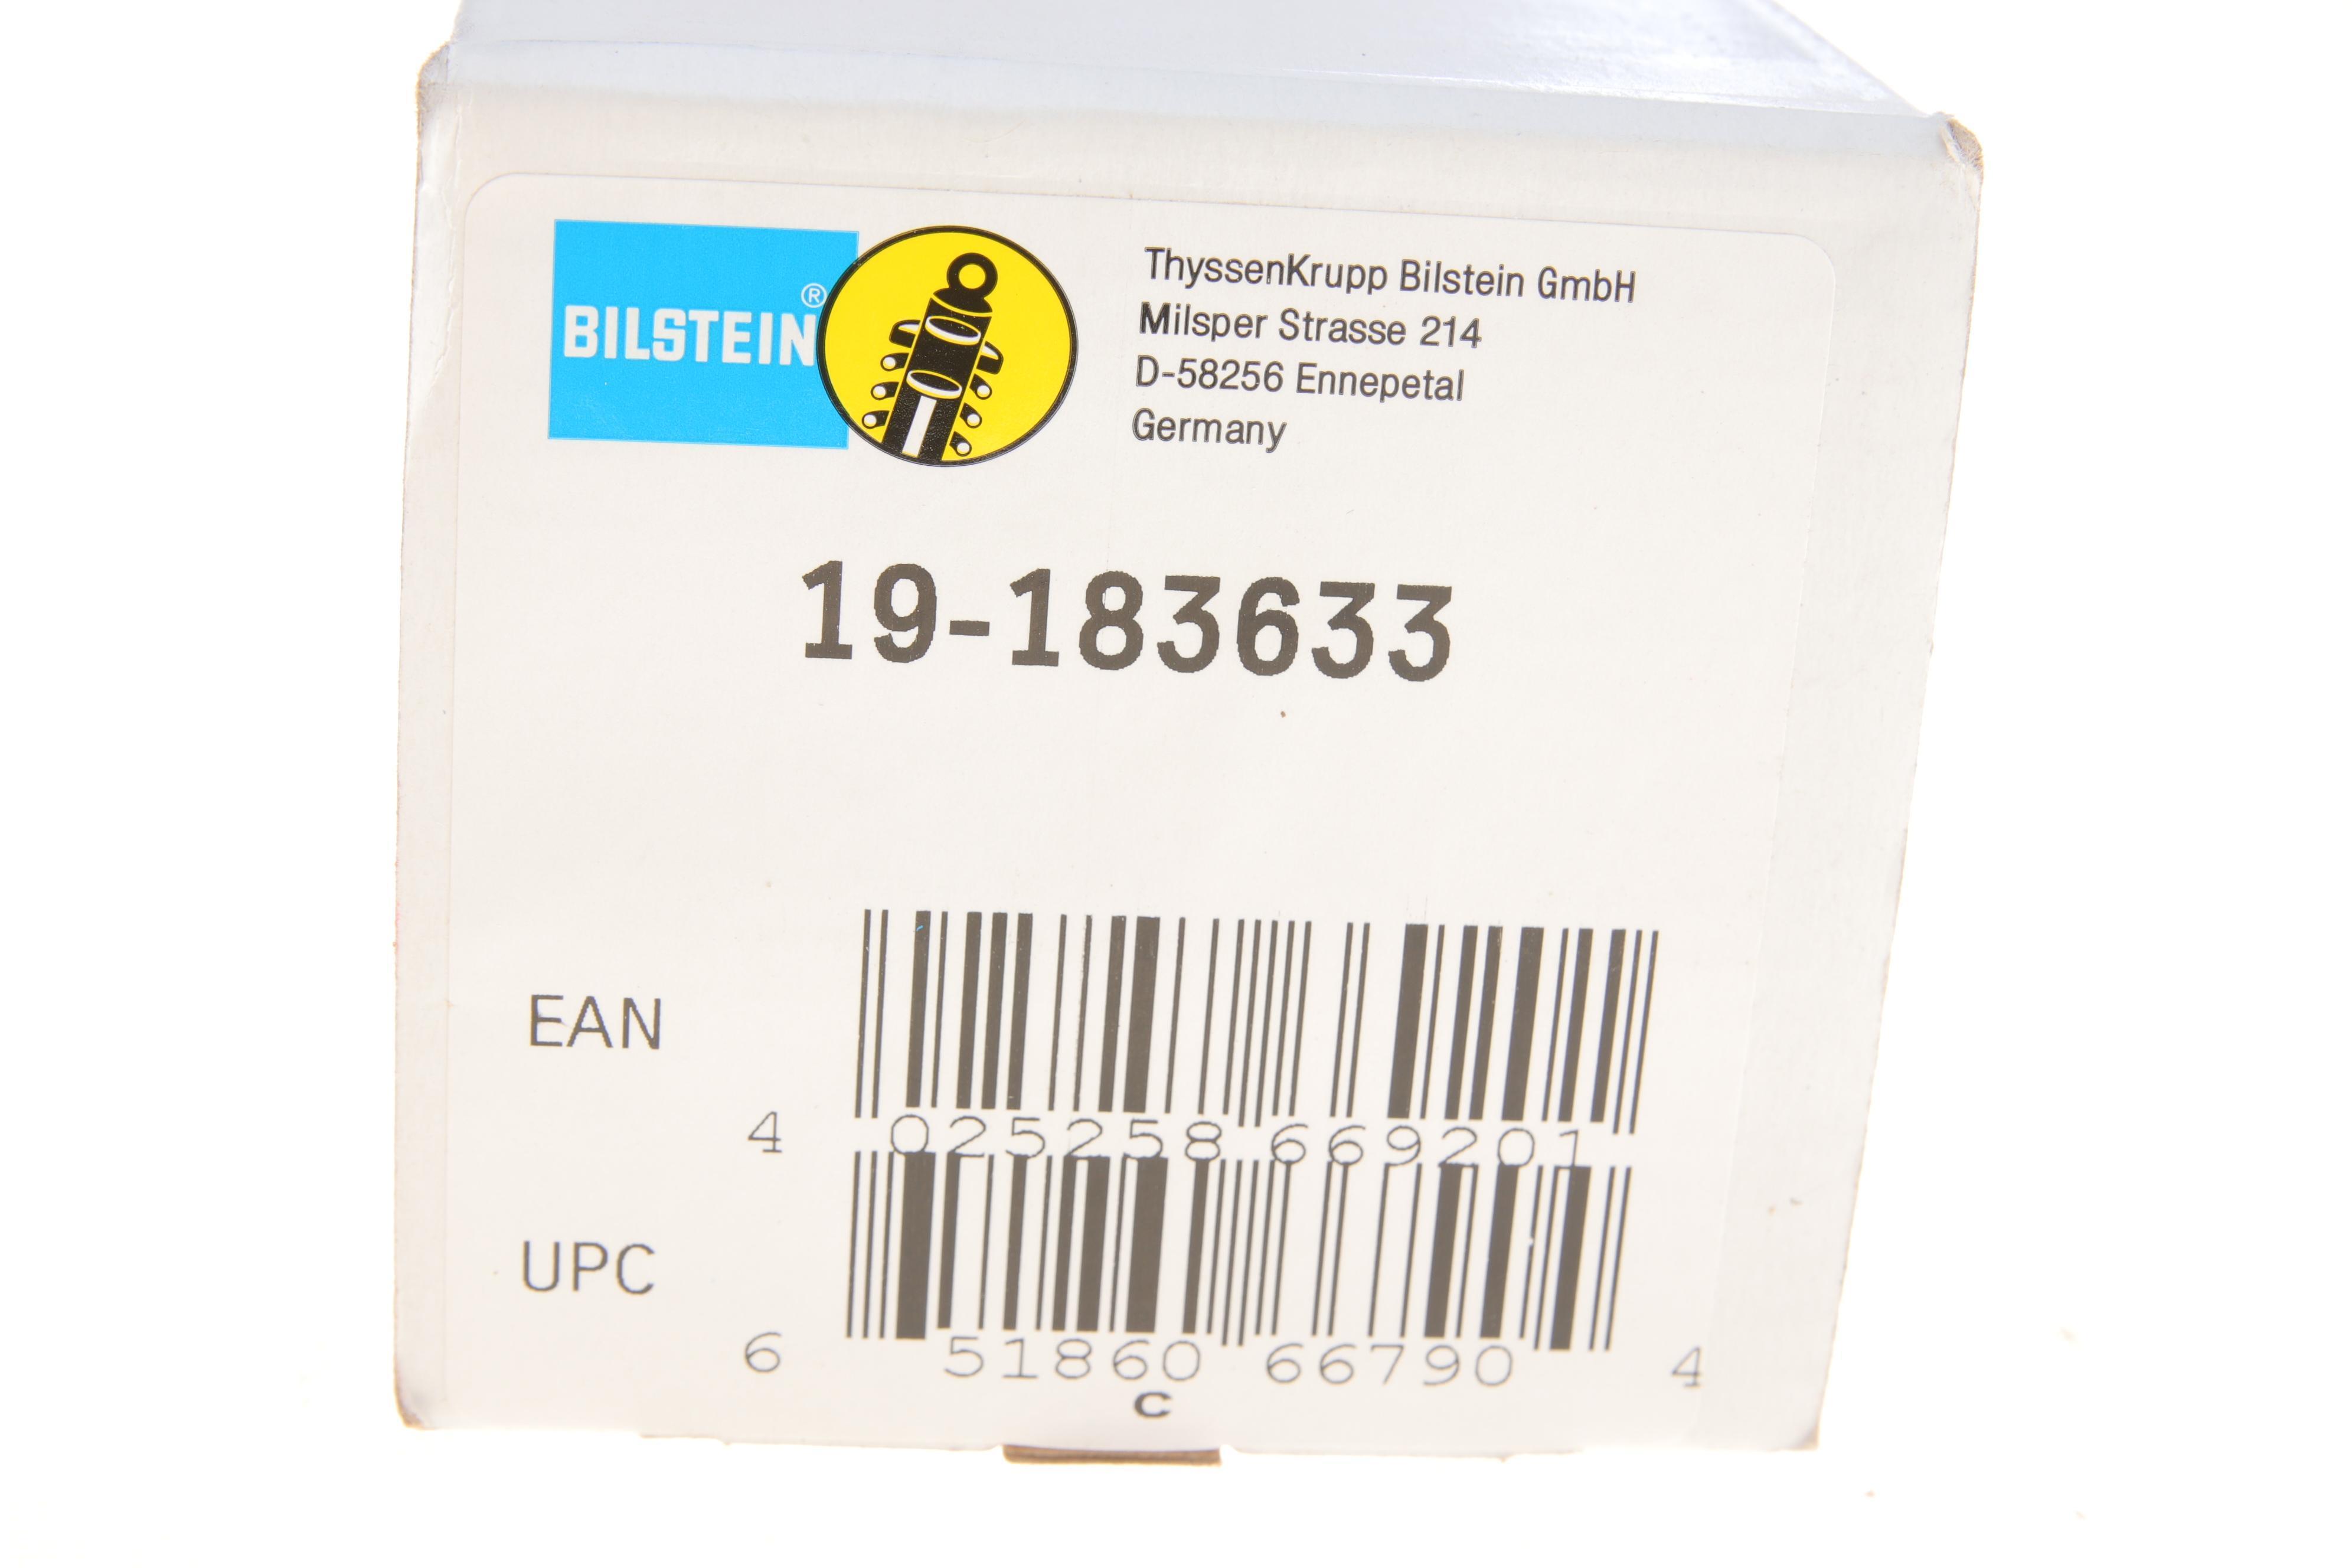 BILSTEIN®
ThyssenKrupp Bilstein GmbH
Milsper Strasse 214
D-58256 Ennepetal
Germany
19-183633
EAN
4 025258 669201
UPC
6 51860 66790 4
C